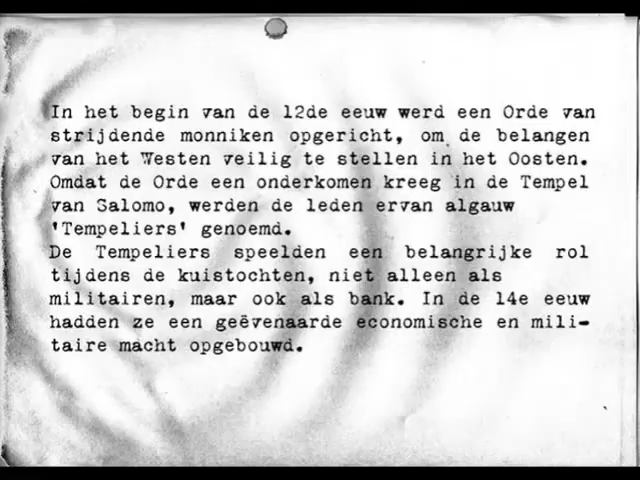 In het begin van de 12de eeuw werd een Orde van
strijdende monniken opgericht, om de belangen
van het Westen veilig te stellen in het Oosten.
Omdat de Orde een onderkomen kreeg in de Tempel
van Salomo, werden de leden ervan algauw
'Tempeliers' genoemd.
De Tempeliers speelden een belangrijke rol
tijdens de kuistochten, niet alleen als
militairen, maar ook als bank. In de 14e eeuw
hadden ze een geëvenaarde economische en mili-
taire macht opgebouwd.